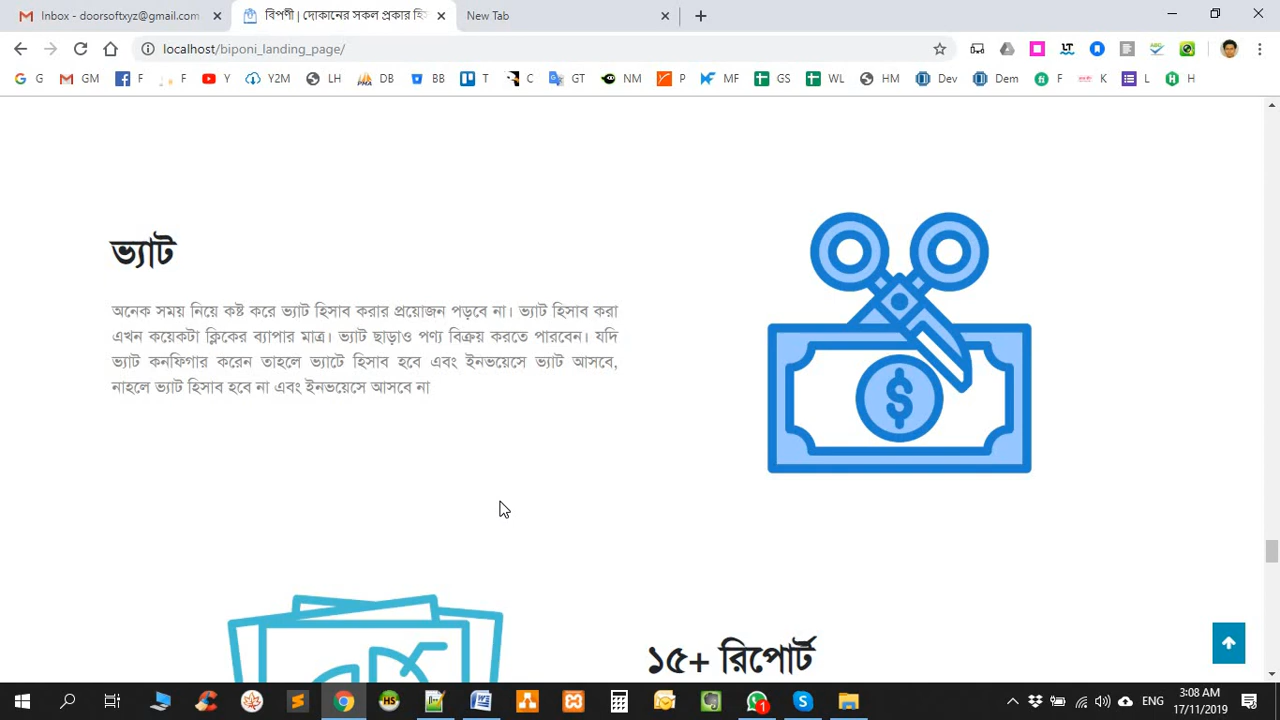 Inbox - doorsoftxyz@gmail.com
বিপণী | দোকানের সকল প্রকার হি
New Tab
localhost/biponi_landing_page/
G GM F F Y Y2M LH DB BB T C GT NM P MF GS WL HM Dev Dem F K L H
ভ্যাট
অনেক সময় নিয়ে কষ্ট করে ভ্যাট হিসাব করার প্রয়োজন পড়বে না। ভ্যাট হিসাব করা
এখন কয়েকটা ক্লিকের ব্যাপার মাত্র। ভ্যাট ছাড়াও পণ্য বিক্রয় করতে পারবেন। যদি
ভ্যাট কনফিগার করেন তাহলে ভ্যাটে হিসাব হবে এবং ইনভয়েসে ভ্যাট আসবে,
নাহলে ভ্যাট হিসাব হবে না এবং ইনভয়েসে আসবে না
$
১৫+ রিপোর্ট
ENG
3:08 AM
17/11/2019